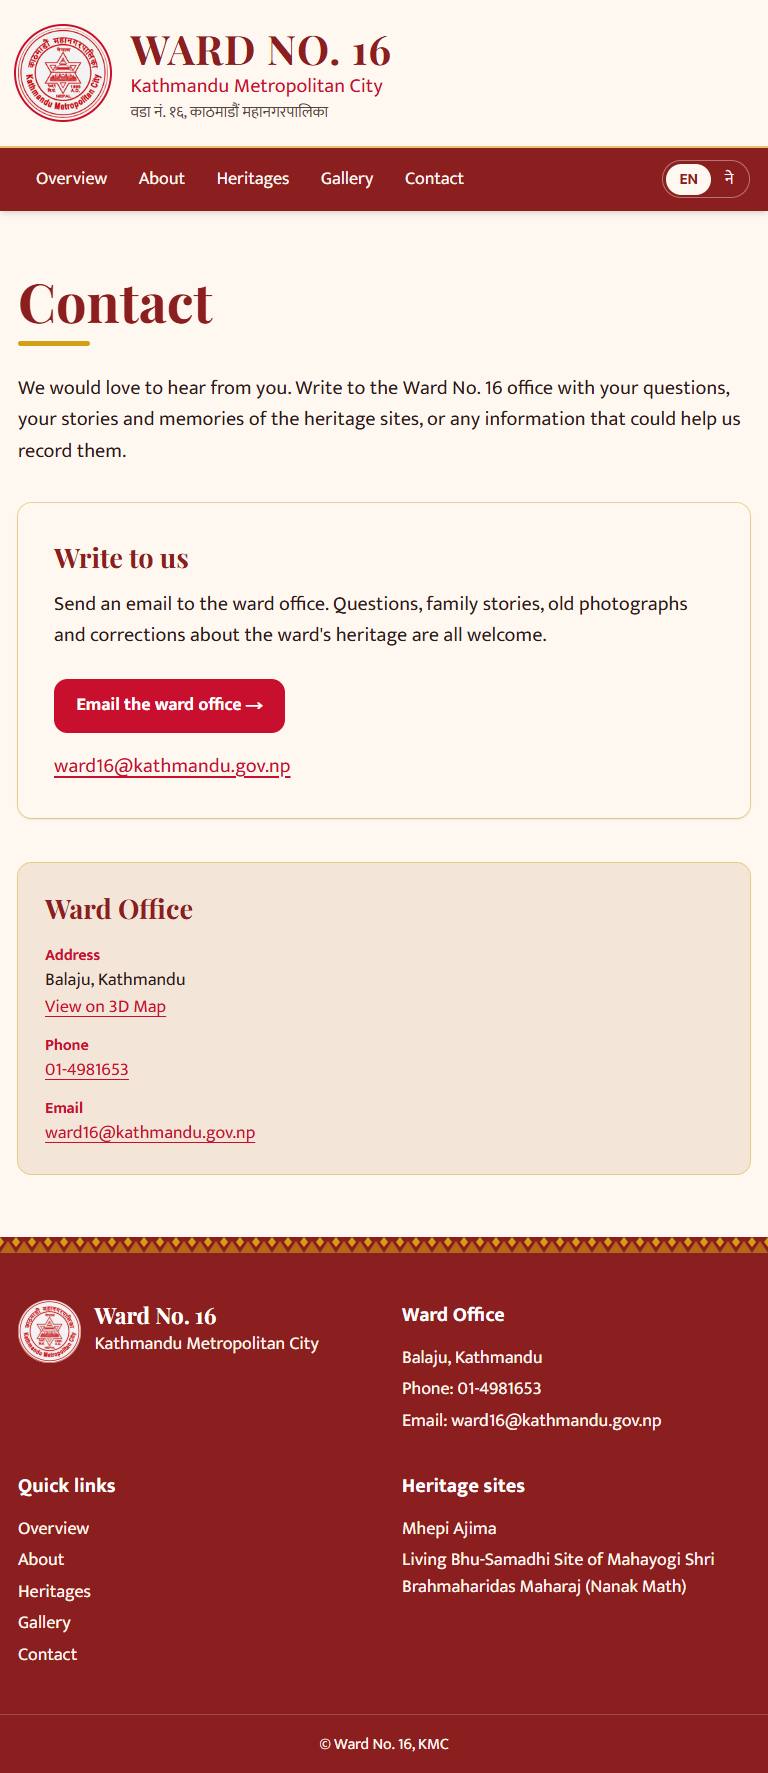 काठमाडौं महानगरपालिका
Kathmandu Metropolitan City
NEPAL
WARD NO. 16
Kathmandu Metropolitan City
वडा नं. १६, काठमाडौं महानगरपालिका
Overview About Heritages Gallery Contact EN ने
Contact
We would love to hear from you. Write to the Ward No. 16 office with your questions,
your stories and memories of the heritage sites, or any information that could help us
record them.
Write to us
Send an email to the ward office. Questions, family stories, old photographs
and corrections about the ward's heritage are all welcome.
Email the ward office →
ward16@kathmandu.gov.np
Ward Office
Address
Balaju, Kathmandu
View on 3D Map
Phone
01-4981653
Email
ward16@kathmandu.gov.np
Ward No. 16
Kathmandu Metropolitan City
Ward Office
Balaju, Kathmandu
Phone: 01-4981653
Email: ward16@kathmandu.gov.np
Quick links
Overview
About
Heritages
Gallery
Contact
Heritage sites
Mhepi Ajima
Living Bhu-Samadhi Site of Mahayogi Shri
Brahmaharidas Maharaj (Nanak Math)
© Ward No. 16, KMC